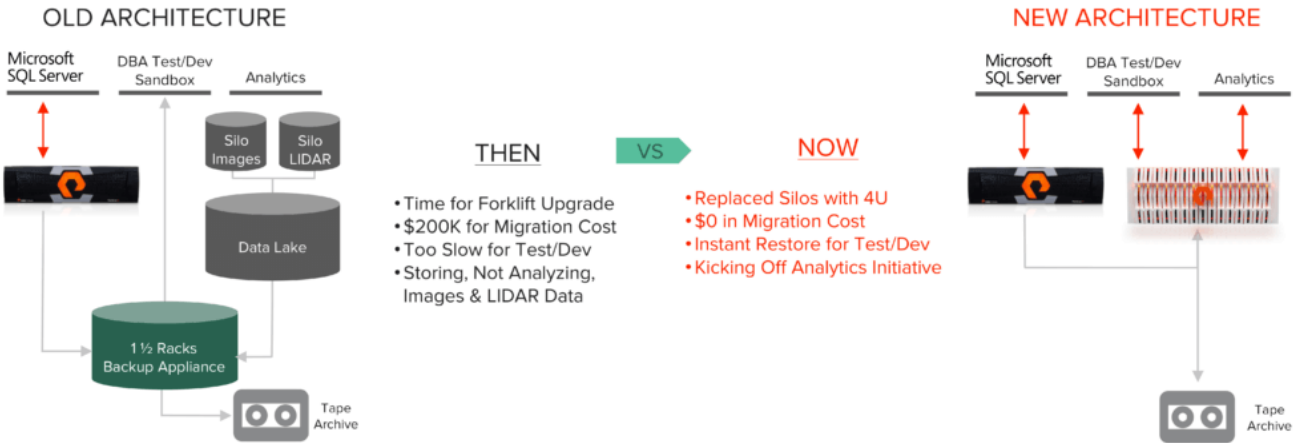 OLD ARCHITECTURE
Microsoft
SQL Server
DBA Test/Dev
Sandbox
Analytics
Silo
Images
Silo
LIDAR
Data Lake
1 ½ Racks
Backup Appliance
Tape
Archive
THEN
• Time for Forklift Upgrade
• $200K for Migration Cost
• Too Slow for Test/Dev
• Storing, Not Analyzing,
Images & LIDAR Data
VS
NOW
• Replaced Silos with 4U
• $0 in Migration Cost
• Instant Restore for Test/Dev
• Kicking Off Analytics Initiative
NEW ARCHITECTURE
Microsoft
SQL Server
DBA Test/Dev
Sandbox
Analytics
Tape
Archive